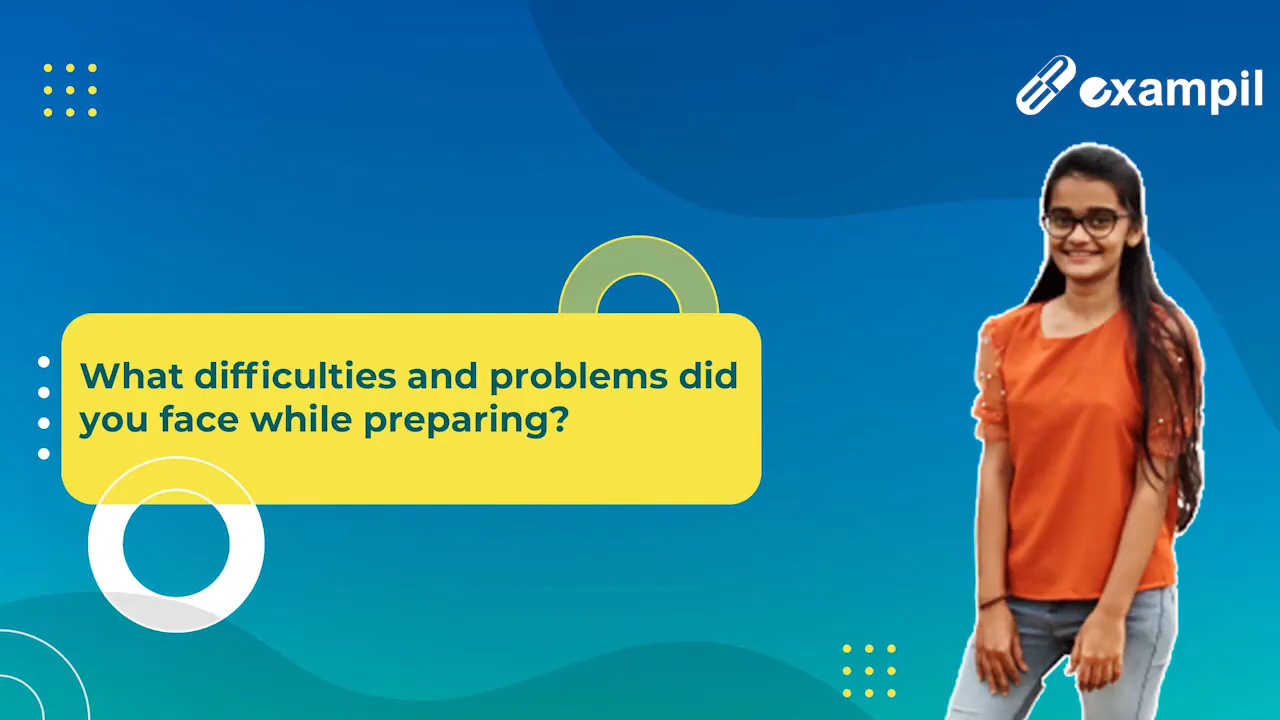 exampil
What difficulties and problems did
you face while preparing?